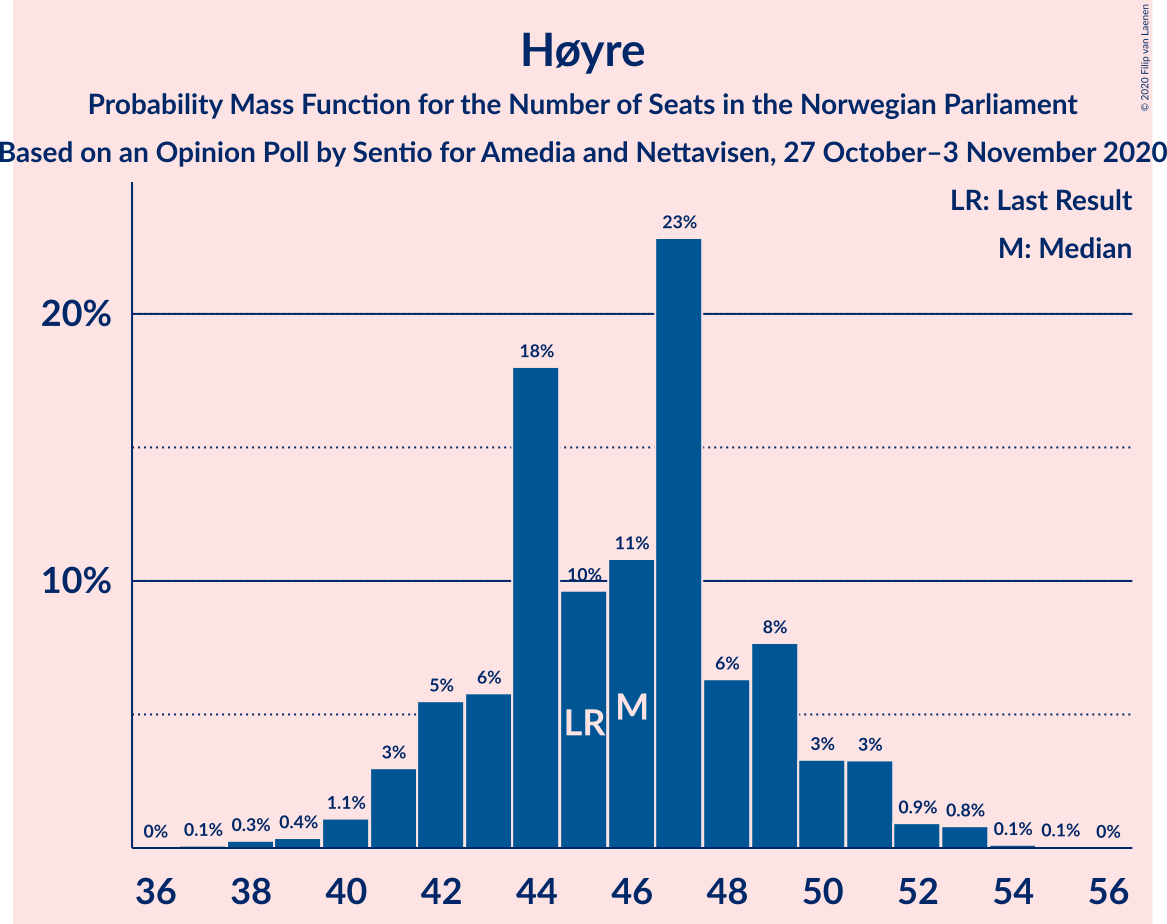 Høyre
Probability Mass Function for the Number of Seats in the Norwegian Parliament
Based on an Opinion Poll by Sentio for Amedia and Nettavisen, 27 October–3 November 2020
© 2020 Filip van Laenen
LR: Last Result
M: Median
20%
10%
0%
0.1%
0.3%
0.4%
1.1%
3%
5%
6%
18%
10%
11%
23%
6%
8%
3%
3%
0.9%
0.8%
0.1%
0.1%
0%
LR
M
36 38 40 42 44 46 48 50 52 54 56